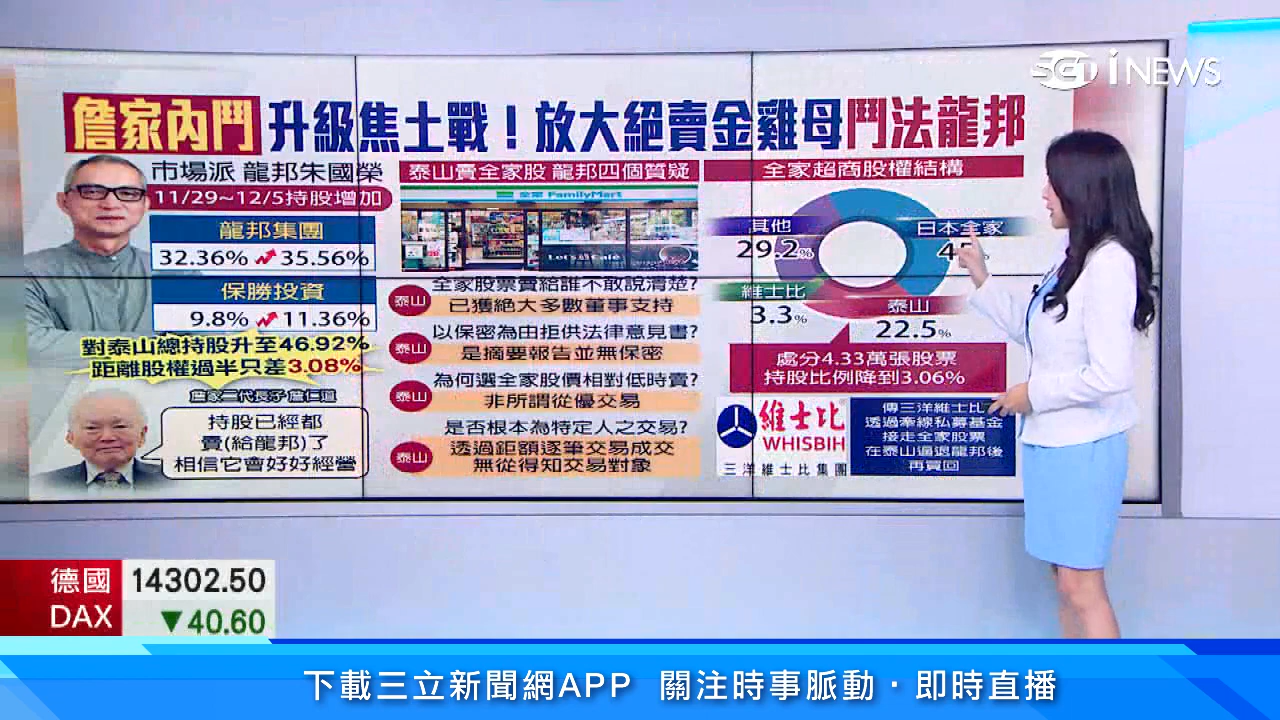 SETN iNEWS
詹家內鬥 升級焦土戰！放大絕賣金雞母鬥法龍邦
市場派 龍邦朱國榮
11/29~12/5持股增加
龍邦集團
32.36% 35.56%
保勝投資
9.8% 11.36%
對泰山總持股升至46.92%
距離股權過半只差3.08%
詹家三代長子 詹仁道
持股已經都
賣(給龍邦)了
相信它會好好經營
泰山賣全家股 龍邦四個質疑
全家 FamilyMart
Let's Café
全家股票賣給誰不敢說清楚?
泰山 已獲絕大多數董事支持
以保密為由拒供法律意見書?
泰山 是摘要報告並無保密
為何選全家股價相對低時賣?
泰山 非所謂從優交易
是否根本為特定人之交易?
泰山 透過鉅額逐筆交易成交
無從得知交易對象
全家超商股權結構
其他
29.2%
日本全家
維士比
3.3%
泰山
22.5%
處分4.33萬張股票
持股比例降到3.06%
維士比
WHISBIH
三洋維士比集團
傳三洋維士比
透過牽線私募基金
接走全家股票
在泰山逼退龍邦後
再買回
德國 14302.50
DAX ▼40.60
下載三立新聞網APP 關注時事脈動・即時直播